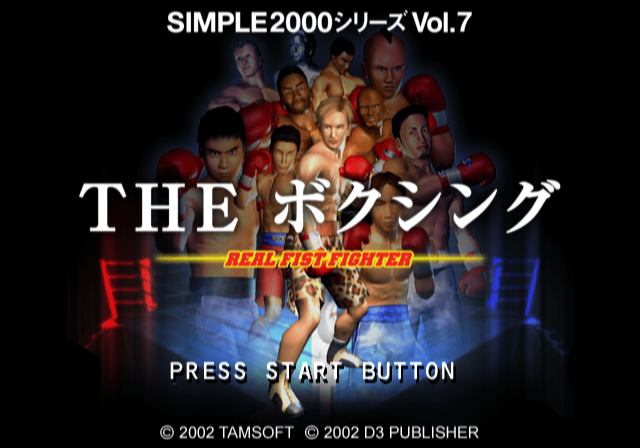 SIMPLE2000シリーズ Vol.7
THE ボクシング
REAL FIST FIGHTER
PRESS START BUTTON
© 2002 TAMSOFT © 2002 D3 PUBLISHER